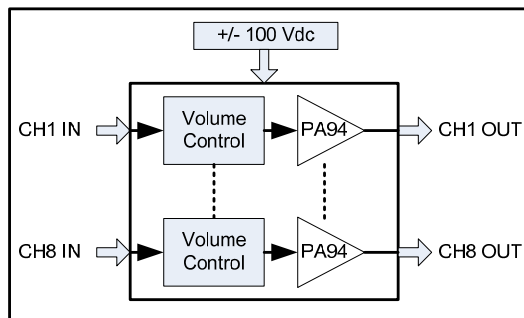 +/- 100 Vdc
CH1 IN
Volume
Control
PA94
CH1 OUT
CH8 IN
Volume
Control
PA94
CH8 OUT